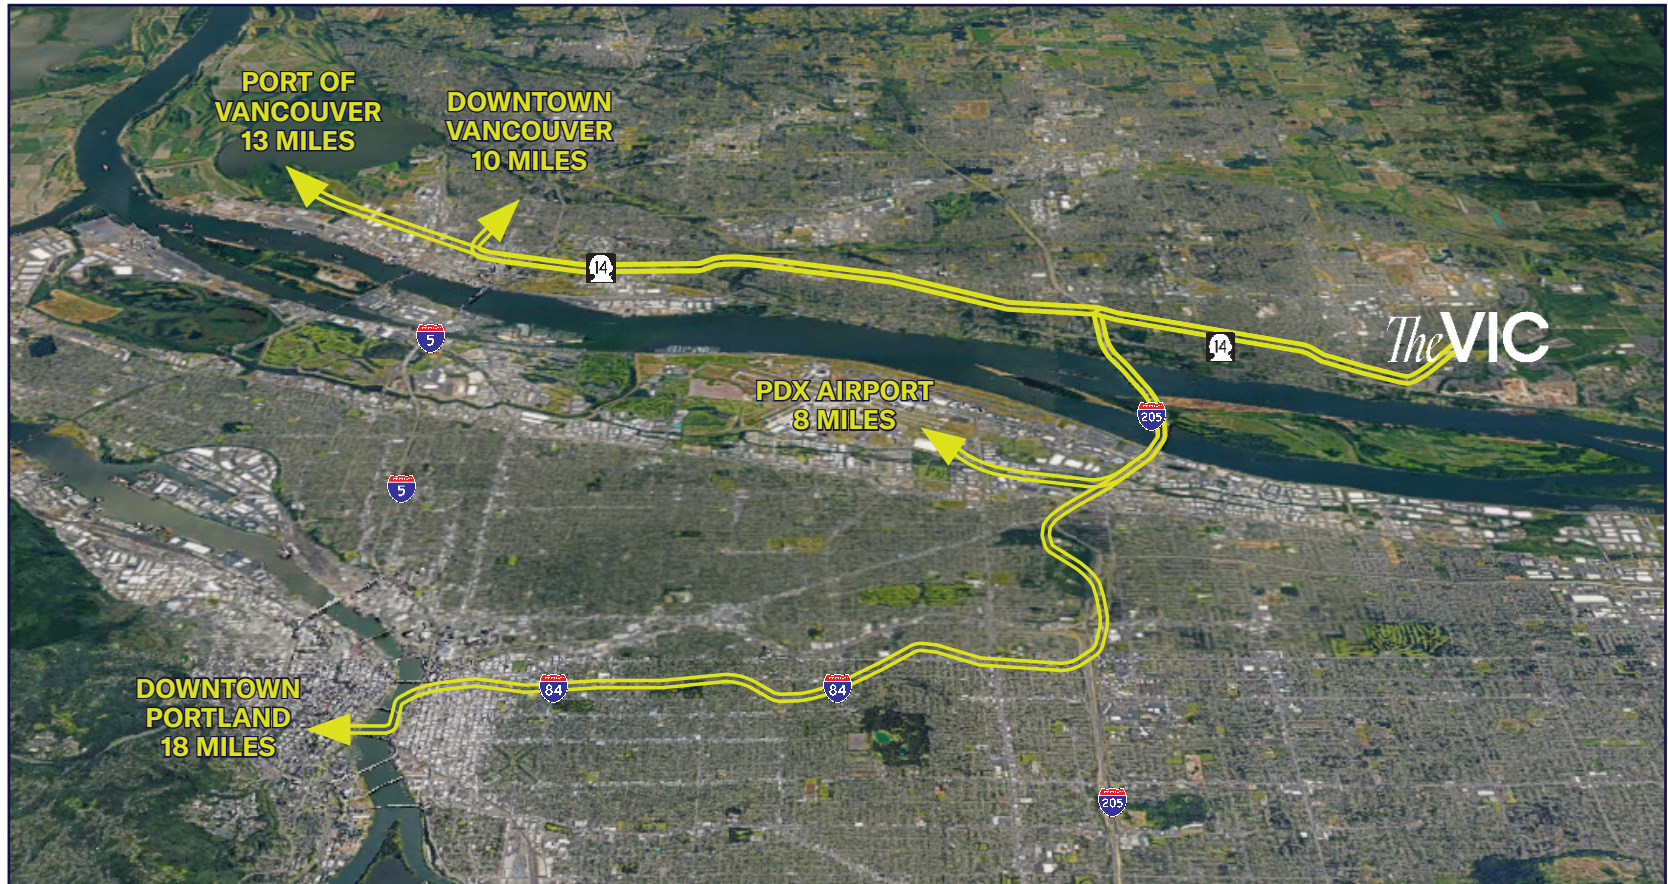 PORT OF
VANCOUVER
13 MILES
DOWNTOWN
VANCOUVER
10 MILES
14
5
14
The VIC
PDX AIRPORT
8 MILES
205
5
DOWNTOWN
PORTLAND
18 MILES
84
84
205